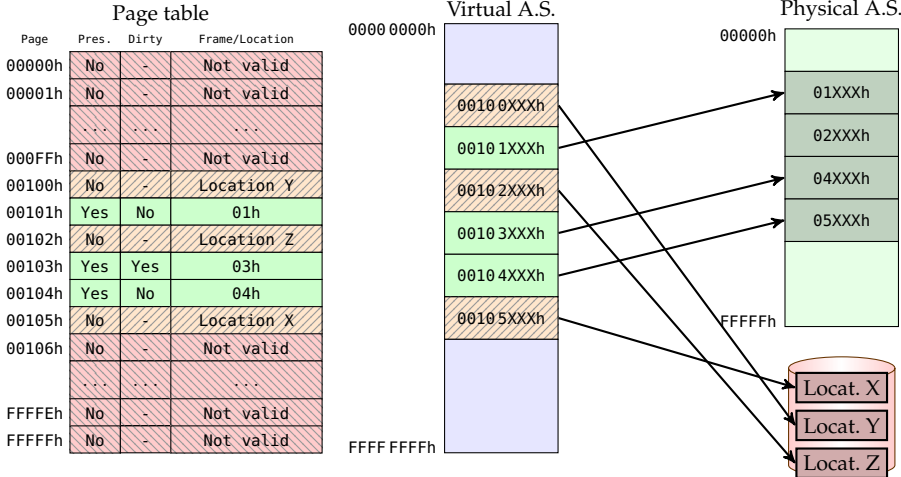 Page table
Page Pres. Dirty Frame/Location
00000h No - Not valid
00001h No - Not valid
... ... ...
000FFh No - Not valid
00100h No - Location Y
00101h Yes No 01h
00102h No - Location Z
00103h Yes Yes 03h
00104h Yes No 04h
00105h No - Location X
00106h No - Not valid
... ... ...
FFFFEh No - Not valid
FFFFFh No - Not valid
Virtual A.S.
0000 0000h
0010 0XXXh
0010 1XXXh
0010 2XXXh
0010 3XXXh
0010 4XXXh
0010 5XXXh
FFFF FFFFh
Physical A.S.
00000h
01XXXh
02XXXh
04XXXh
05XXXh
FFFFFh
Locat. X
Locat. Y
Locat. Z